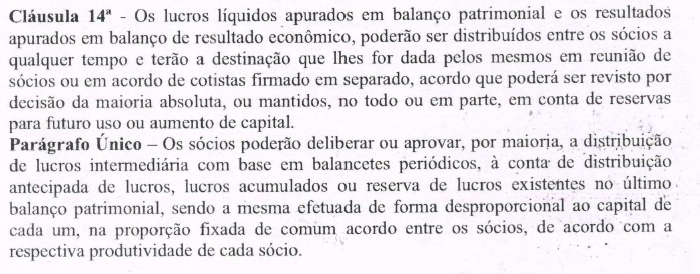 Cláusula 14ª - Os lucros líquidos apurados em balanço patrimonial e os resultados
apurados em balanço de resultado econômico, poderão ser distribuídos entre os sócios a
qualquer tempo e terão a destinação que lhes for dada pelos mesmos em reunião de
sócios ou em acordo de cotistas firmado em separado, acordo que poderá ser revisto por
decisão da maioria absoluta, ou mantidos, no todo ou em parte, em conta de reservas
para futuro uso ou aumento de capital.
Parágrafo Único – Os sócios poderão deliberar ou aprovar, por maioria, a distribuição
de lucros intermediária com base em balancetes periódicos, à conta de distribuição
antecipada de lucros, lucros acumulados ou reserva de lucros existentes no último
balanço patrimonial, sendo a mesma efetuada de forma desproporcional ao capital de
cada um, na proporção fixada de comum acordo entre os sócios, de acordo com a
respectiva produtividade de cada sócio.